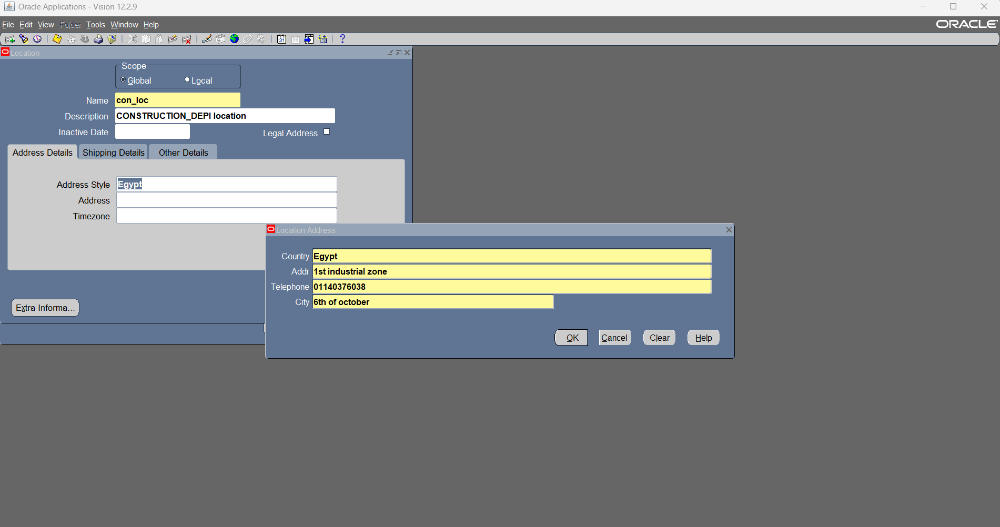 Oracle Applications - Vision 12.2.9
File Edit View Folder Tools Window Help
ORACLE
Location
Scope
Global Local
Name con_loc
Description CONSTRUCTION_DEPI location
Inactive Date
Legal Address
Address Details Shipping Details Other Details
Address Style Egypt
Address
Timezone
Location Address
Country Egypt
Addr 1st industrial zone
Telephone 01140376038
City 6th of october
Extra Informa...
OK Cancel Clear Help